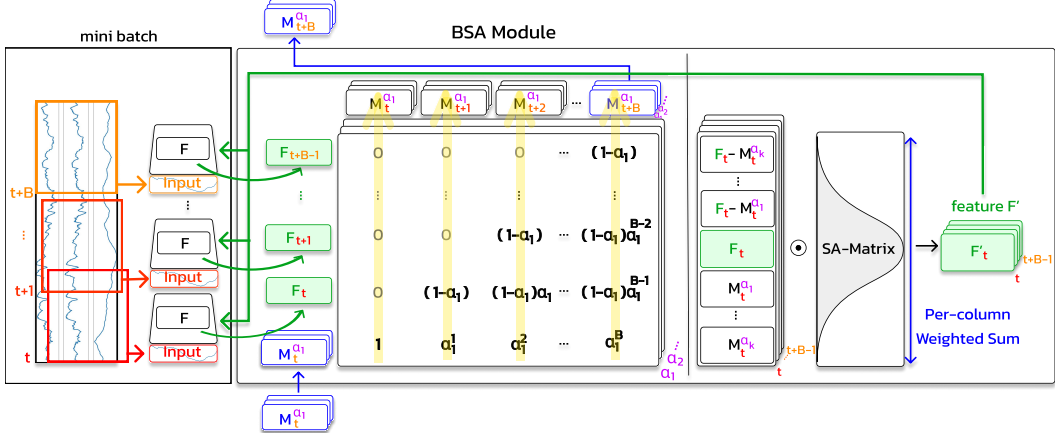 M^{α1}_{t+B}
BSA Module
mini batch
M^{α1}_t M^{α1}_{t+1} M^{α1}_{t+2} ... M^{α1}_{t+B} α2
F
Input
F_{t+B-1}
0 0 0 ... (1-α1)
F_t - M^{αk}_t
t+B
⋮
F_t - M^{α1}_t
feature F'
F
Input
F_{t+1}
0 0 (1-α1) ... (1-α1)α1^{B-2}
F_t
SA-Matrix
F'_t
t+B-1
t
t+1
F
Input
F_t
0 (1-α1) (1-α1)α1 ... (1-α1)α1^{B-1}
M^{α1}_t
Per-column
Weighted Sum
t
M^{α1}_t
1 α1^1 α1^2 ... α1^B
α2
α1
M^{αk}_t
t+B-1
t
M^{α1}_t